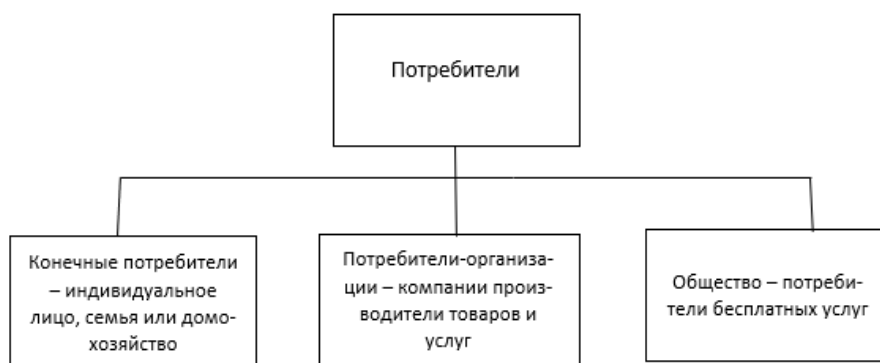 Потребители
Конечные потребители
– индивидуальное
лицо, семья или домо-
хозяйство
Потребители-организа-
ции – компании произ-
водители товаров и
услуг
Общество – потреби-
тели бесплатных услуг